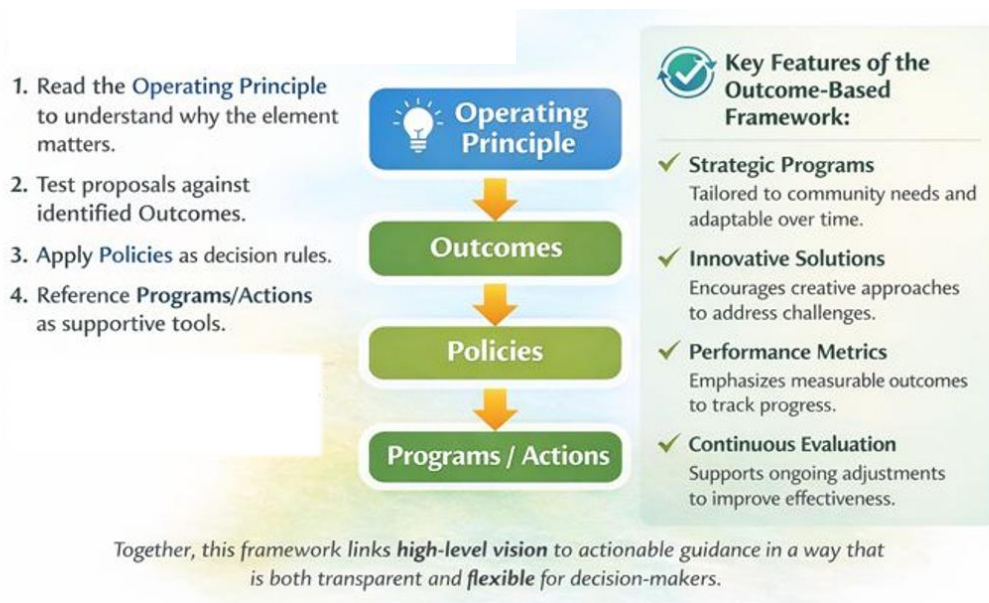 1. Read the Operating Principle
to understand why the element
matters.
2. Test proposals against
identified Outcomes.
3. Apply Policies as decision rules.
4. Reference Programs/Actions
as supportive tools.
Operating
Principle
Outcomes
Policies
Programs / Actions
Key Features of the
Outcome-Based
Framework:
Strategic Programs
Tailored to community needs and
adaptable over time.
Innovative Solutions
Encourages creative approaches
to address challenges.
Performance Metrics
Emphasizes measurable outcomes
to track progress.
Continuous Evaluation
Supports ongoing adjustments
to improve effectiveness.
Together, this framework links high-level vision to actionable guidance in a way that
is both transparent and flexible for decision-makers.